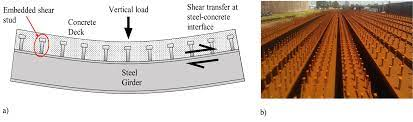 Embedded shear
stud
Concrete
Deck
Vertical load
Shear transfer at
steel-concrete
interface
Steel
Girder
a)
b)